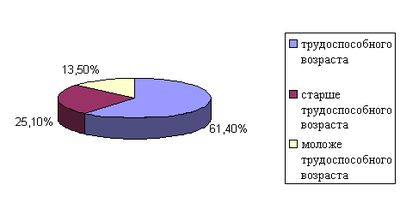 13,50%
25,10%
61,40%
трудоспособного
возраста
старше
трудоспособного
возраста
моложе
трудоспособного
возраста